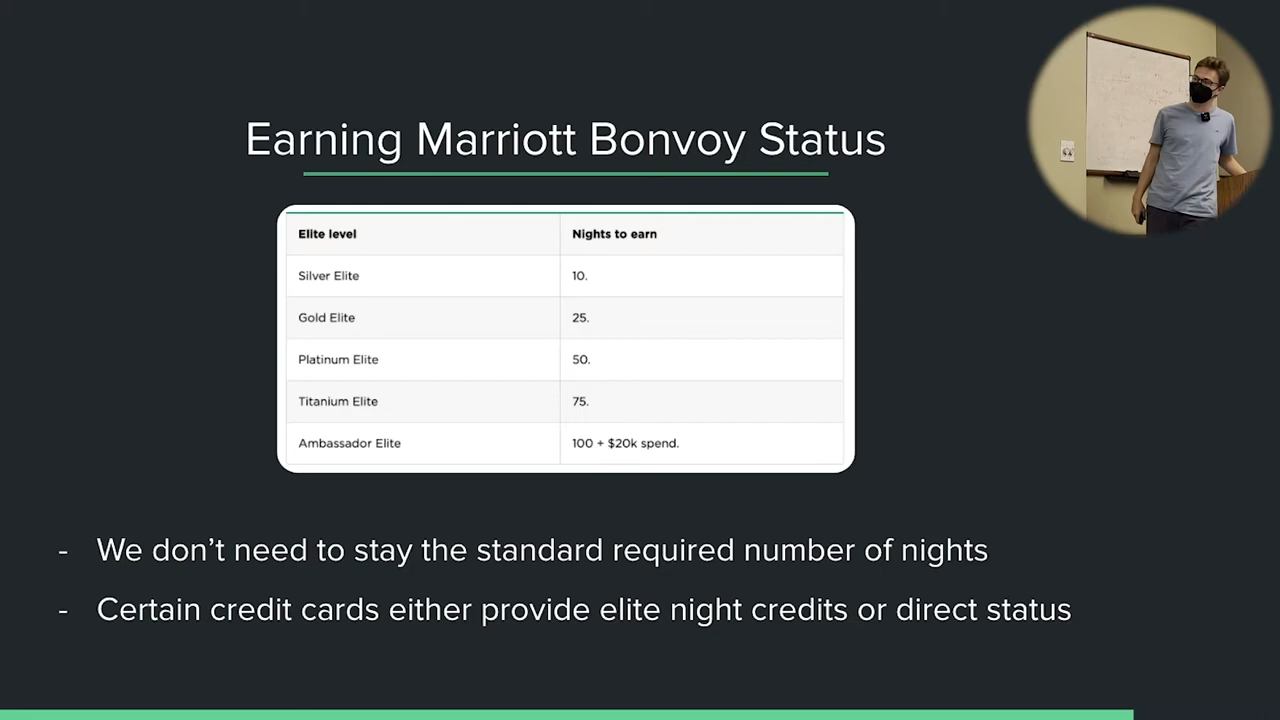 Earning Marriott Bonvoy Status
Elite level Nights to earn
Silver Elite 10.
Gold Elite 25.
Platinum Elite 50.
Titanium Elite 75.
Ambassador Elite 100 + $20k spend.
- We don’t need to stay the standard required number of nights
- Certain credit cards either provide elite night credits or direct status